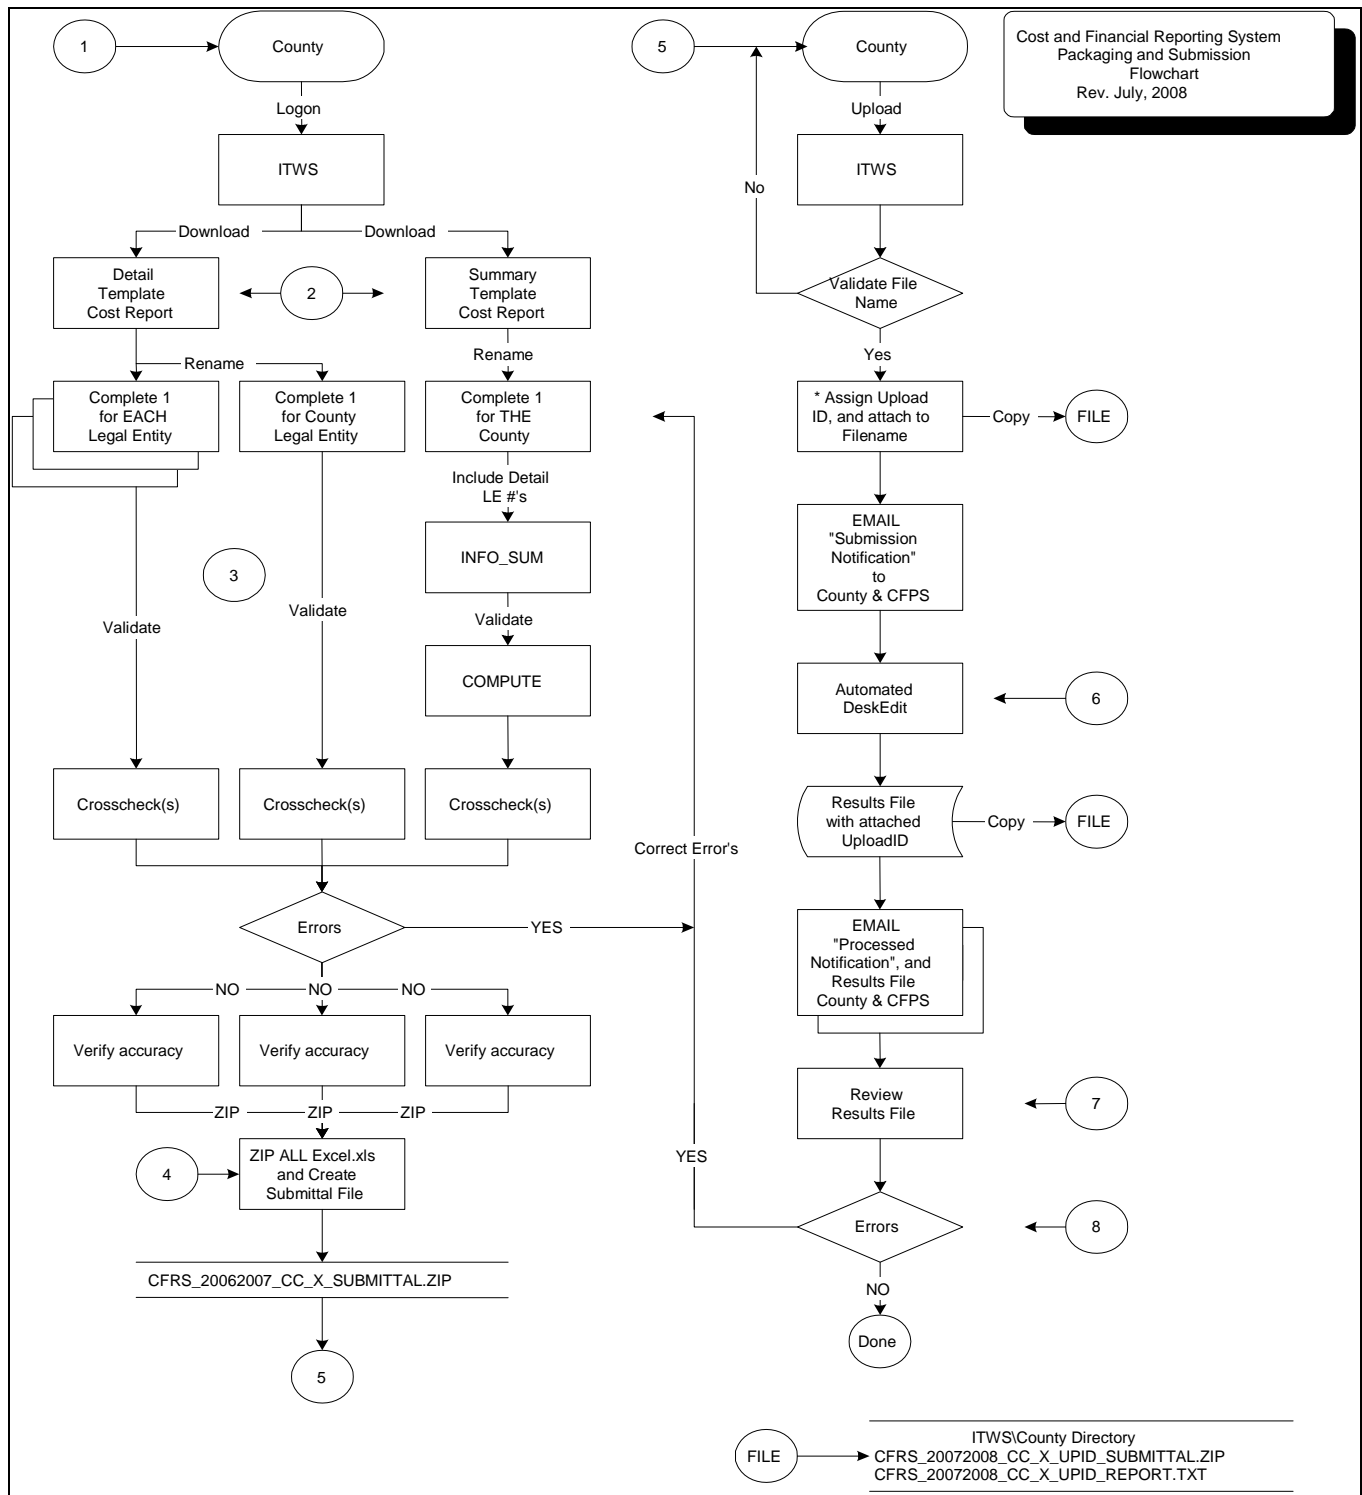 1
County
Logon
ITWS
Download
Download
Detail
Template
Cost Report
2
Summary
Template
Cost Report
Rename
Rename
Complete 1
for EACH
Legal Entity
Complete 1
for County
Legal Entity
Complete 1
for THE
County
Include Detail
LE #'s
INFO_SUM
3
Validate
Validate
Validate
COMPUTE
Crosscheck(s)
Crosscheck(s)
Crosscheck(s)
Correct Error's
Errors
YES
NO
NO
NO
Verify accuracy
Verify accuracy
Verify accuracy
ZIP
ZIP
ZIP
4
ZIP ALL Excel.xls
and Create
Submittal File
CFRS_20062007_CC_X_SUBMITTAL.ZIP
5
5
County
Cost and Financial Reporting System
Packaging and Submission
Flowchart
Rev. July, 2008
Upload
ITWS
No
Validate File
Name
Yes
* Assign Upload
ID, and attach to
Filename
Copy
FILE
EMAIL
"Submission
Notification"
to
County & CFPS
Automated
DeskEdit
6
Results File
with attached
UploadID
Copy
FILE
EMAIL
"Processed
Notification", and
Results File
County & CFPS
Review
Results File
7
YES
Errors
8
NO
Done
FILE
ITWS\County Directory
CFRS_20072008_CC_X_UPID_SUBMITTAL.ZIP
CFRS_20072008_CC_X_UPID_REPORT.TXT